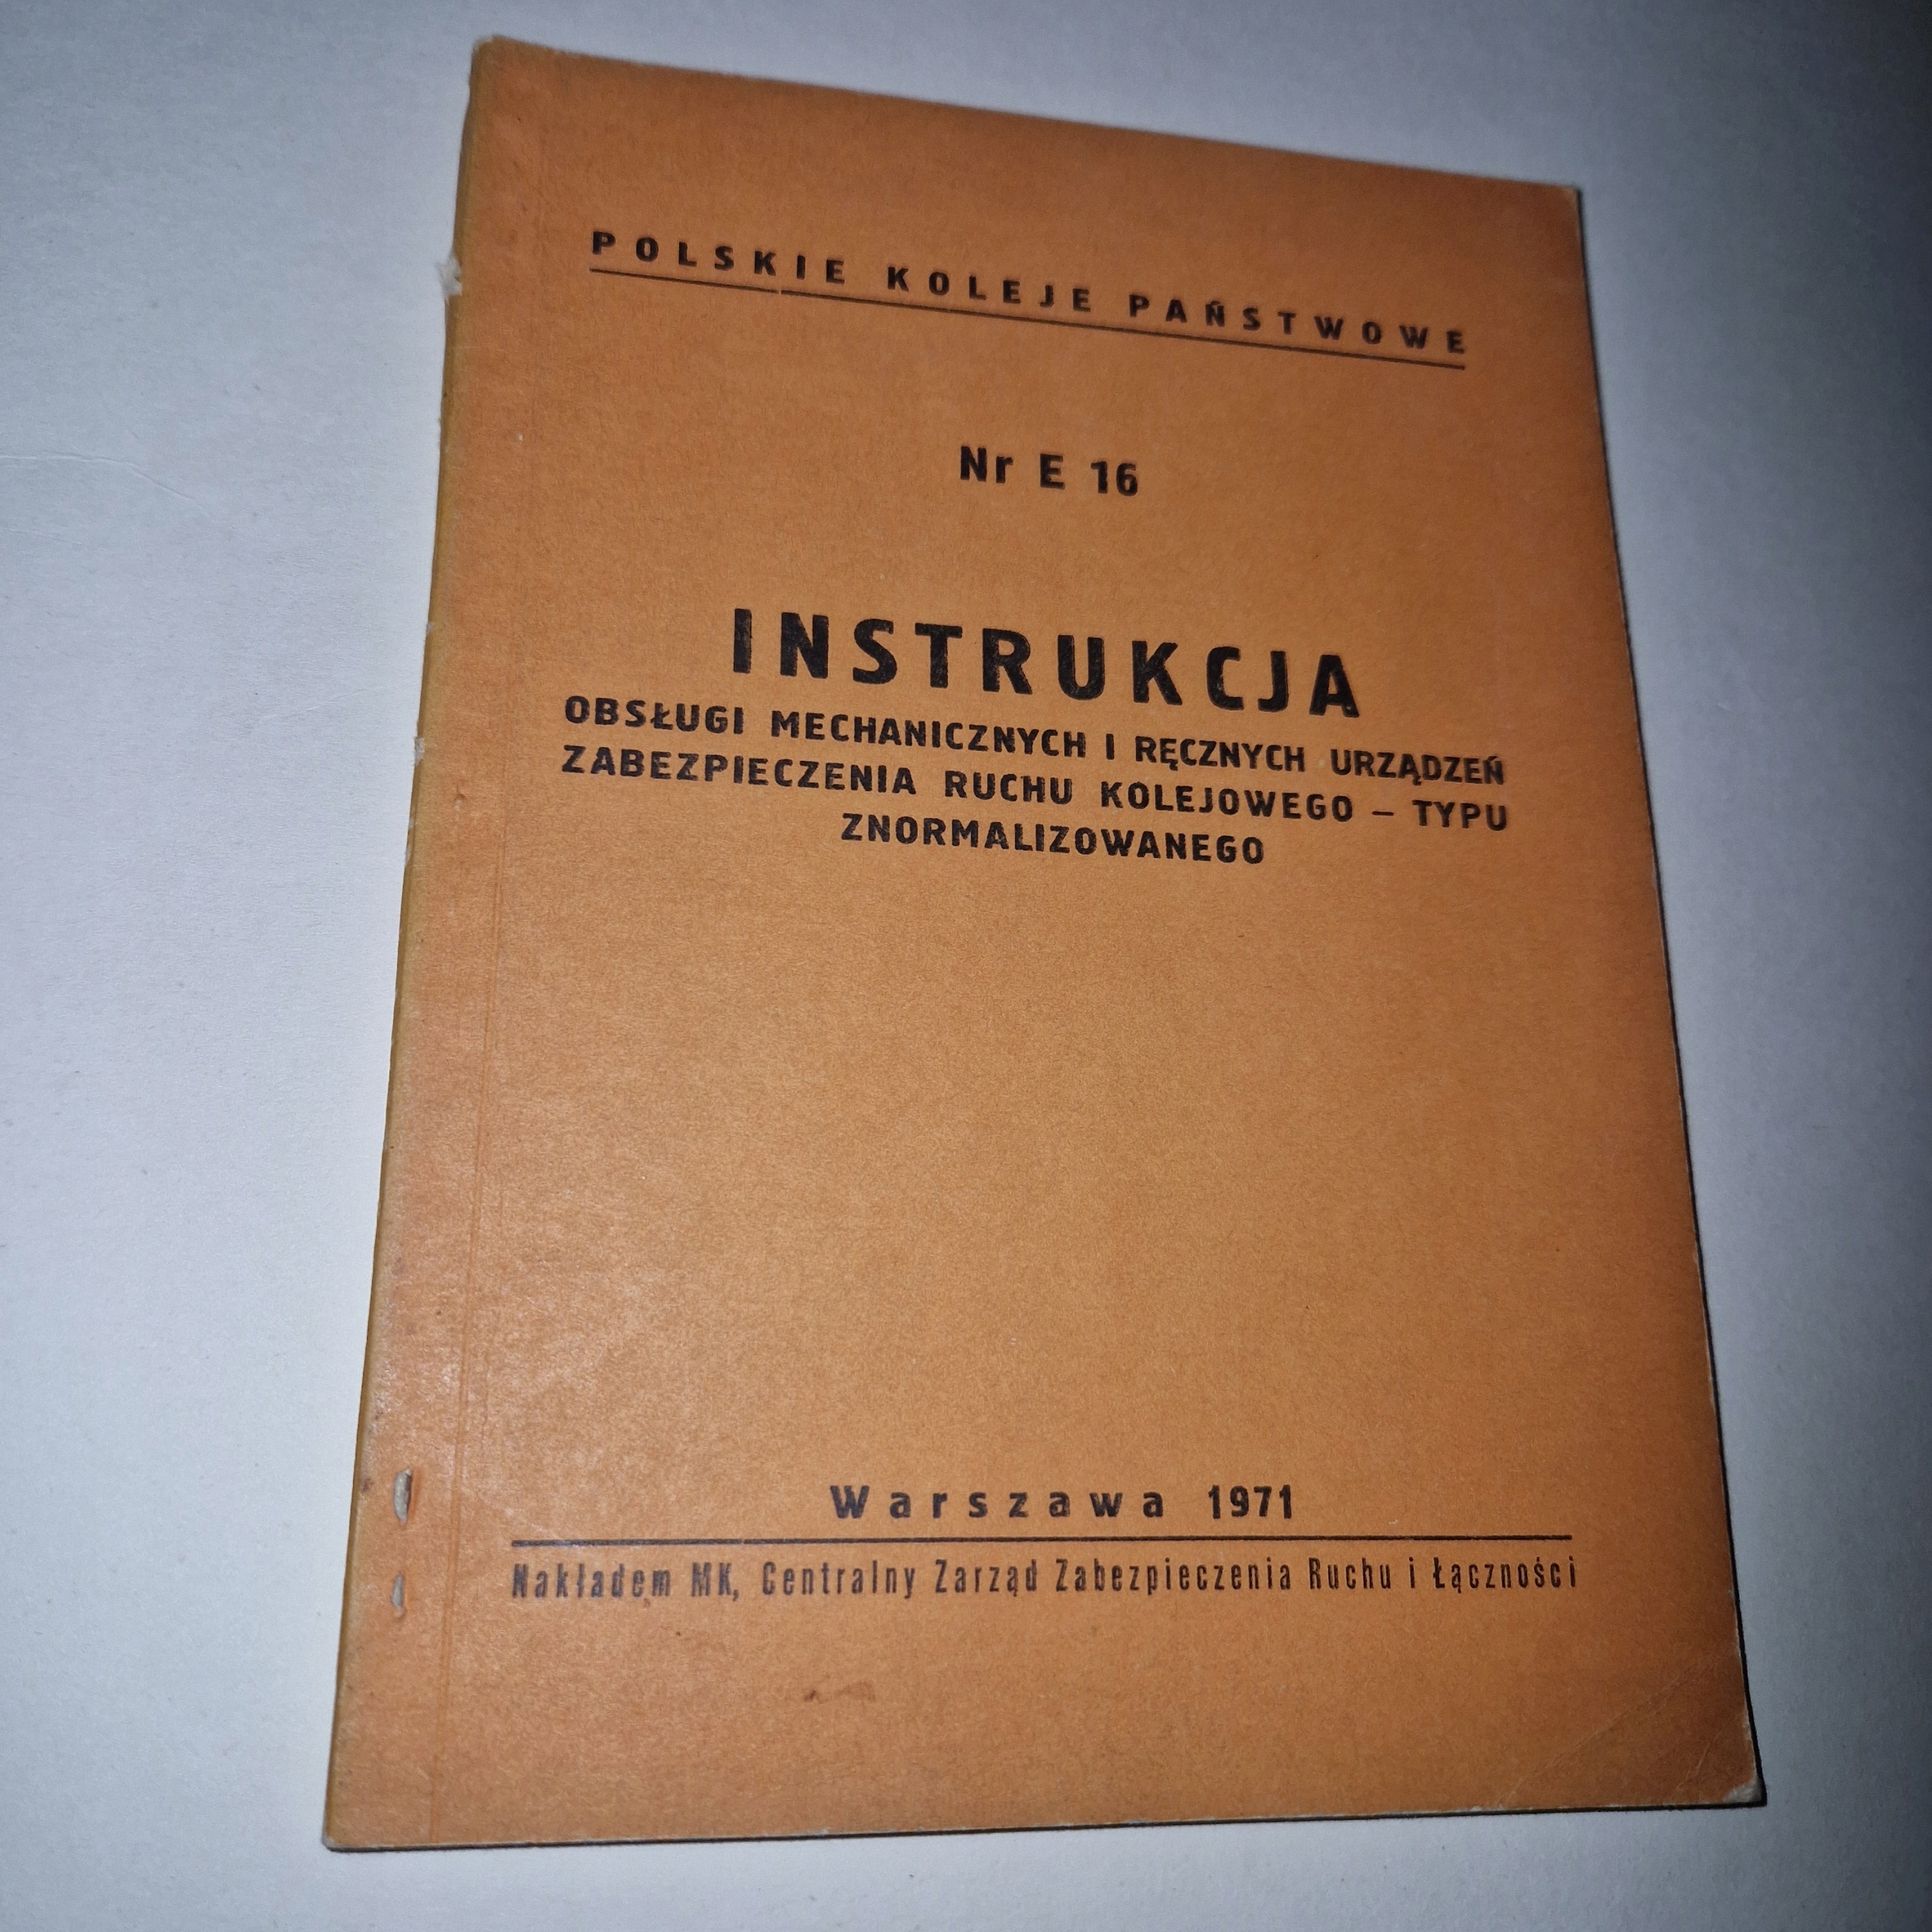 POLSKIE KOLEJE PAŃSTWOWE
Nr E 16
INSTRUKCJA
OBSŁUGI MECHANICZNYCH I RĘCZNYCH URZĄDZEŃ
ZABEZPIECZENIA RUCHU KOLEJOWEGO – TYPU
ZNORMALIZOWANEGO
Warszawa 1971
Nakładem MK, Centralny Zarząd Zabezpieczenia Ruchu i Łączności